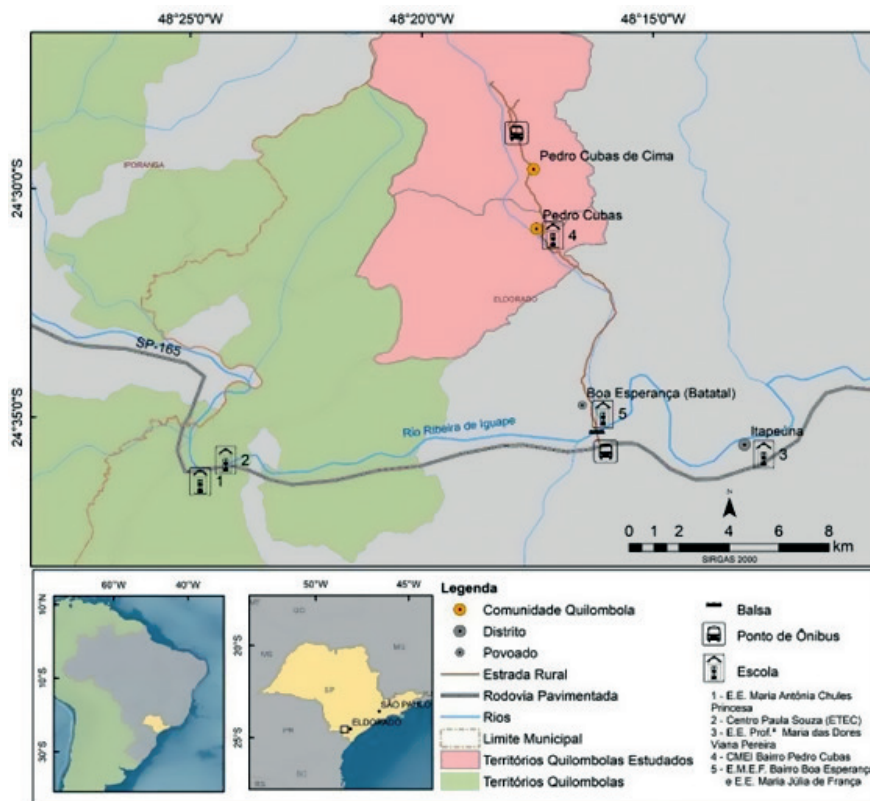 48°25'0"W
48°20'0"W
48°15'0"W
24°30'0"S
24°35'0"S
IPORANGA
Pedro Cubas de Cima
Pedro Cubas
4
ELDORADO
SP-165
Boa Esperança (Batatal)
5
Rio Ribeira de Iguape
Itapeúna
3
2
1
0 1 2 4 6 8
km
SIRGAS 2000
60°W 40°W
10°S
30°S
50°W 45°W
20°S
25°S
GO
MS
MG
SP
SÃO PAULO
ELDORADO
PR
Legenda
Comunidade Quilombola
Distrito
Povoado
Estrada Rural
Rodovia Pavimentada
Rios
Limite Municipal
Territórios Quilombolas Estudados
Territórios Quilombolas
Balsa
Ponto de Ônibus
Escola
1 - E.E. Maria Antônia Chules
Princesa
2 - Centro Paula Souza (ETEC)
3 - E.E. Prof.ª Maria das Dores
Viana Pereira
4 - CMEI Bairro Pedro Cubas
5 - E.M.E.F. Bairro Boa Esperança
e E.E. Maria Júlia de França